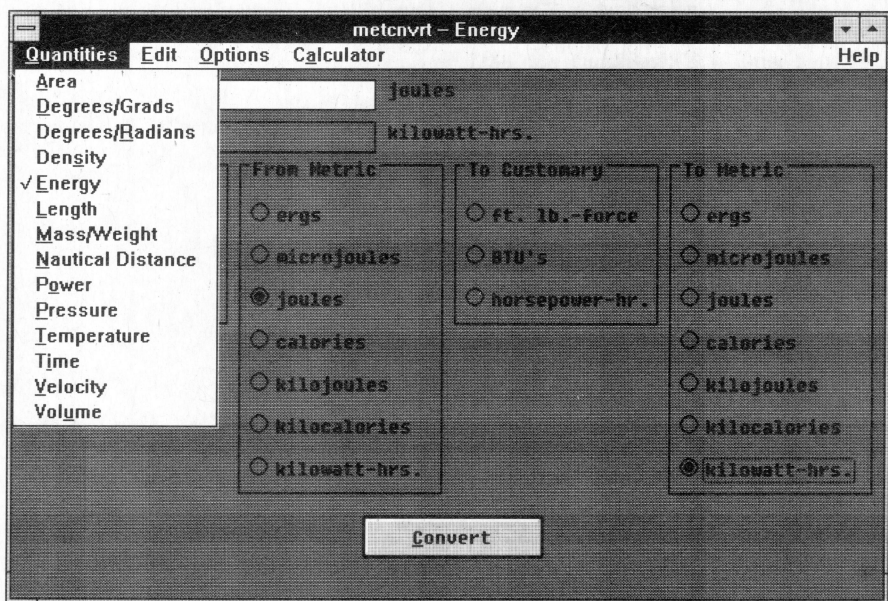 metcnvrt – Energy
Quantities Edit Options Calculator Help
Area
Degrees/Grads
Degrees/Radians
Density
√ Energy
Length
Mass/Weight
Nautical Distance
Power
Pressure
Temperature
Time
Velocity
Volume
joules
kilowatt-hrs.
From Metric
ergs
microjoules
joules
calories
kilojoules
kilocalories
kilowatt-hrs.
To Customary
ft. lb.-force
BTU's
horsepower-hr.
To Metric
ergs
microjoules
joules
calories
kilojoules
kilocalories
kilowatt-hrs.
Convert